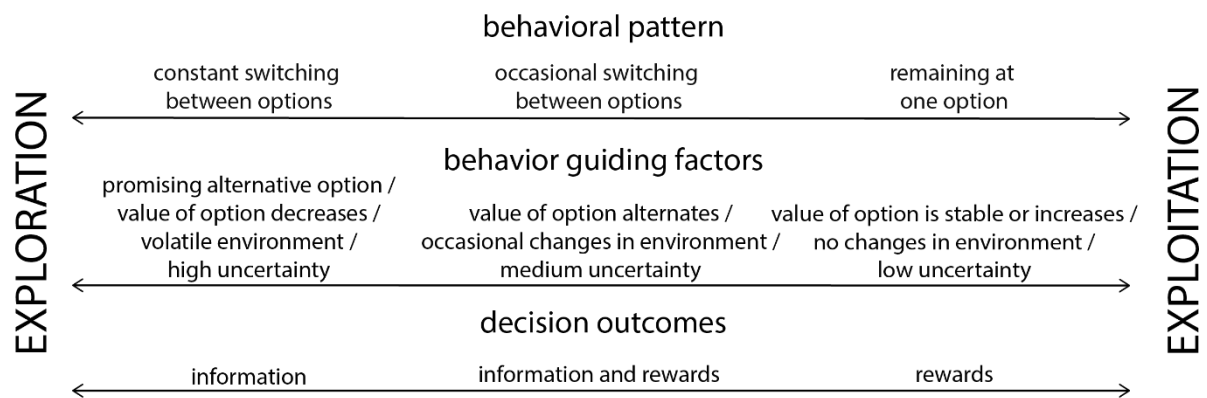 behavioral pattern
constant switching
between options
occasional switching
between options
remaining at
one option
EXPLORATION
EXPLOITATION
behavior guiding factors
promising alternative option /
value of option decreases /
volatile environment /
high uncertainty
value of option alternates /
occasional changes in environment /
medium uncertainty
value of option is stable or increases /
no changes in environment /
low uncertainty
decision outcomes
information
information and rewards
rewards